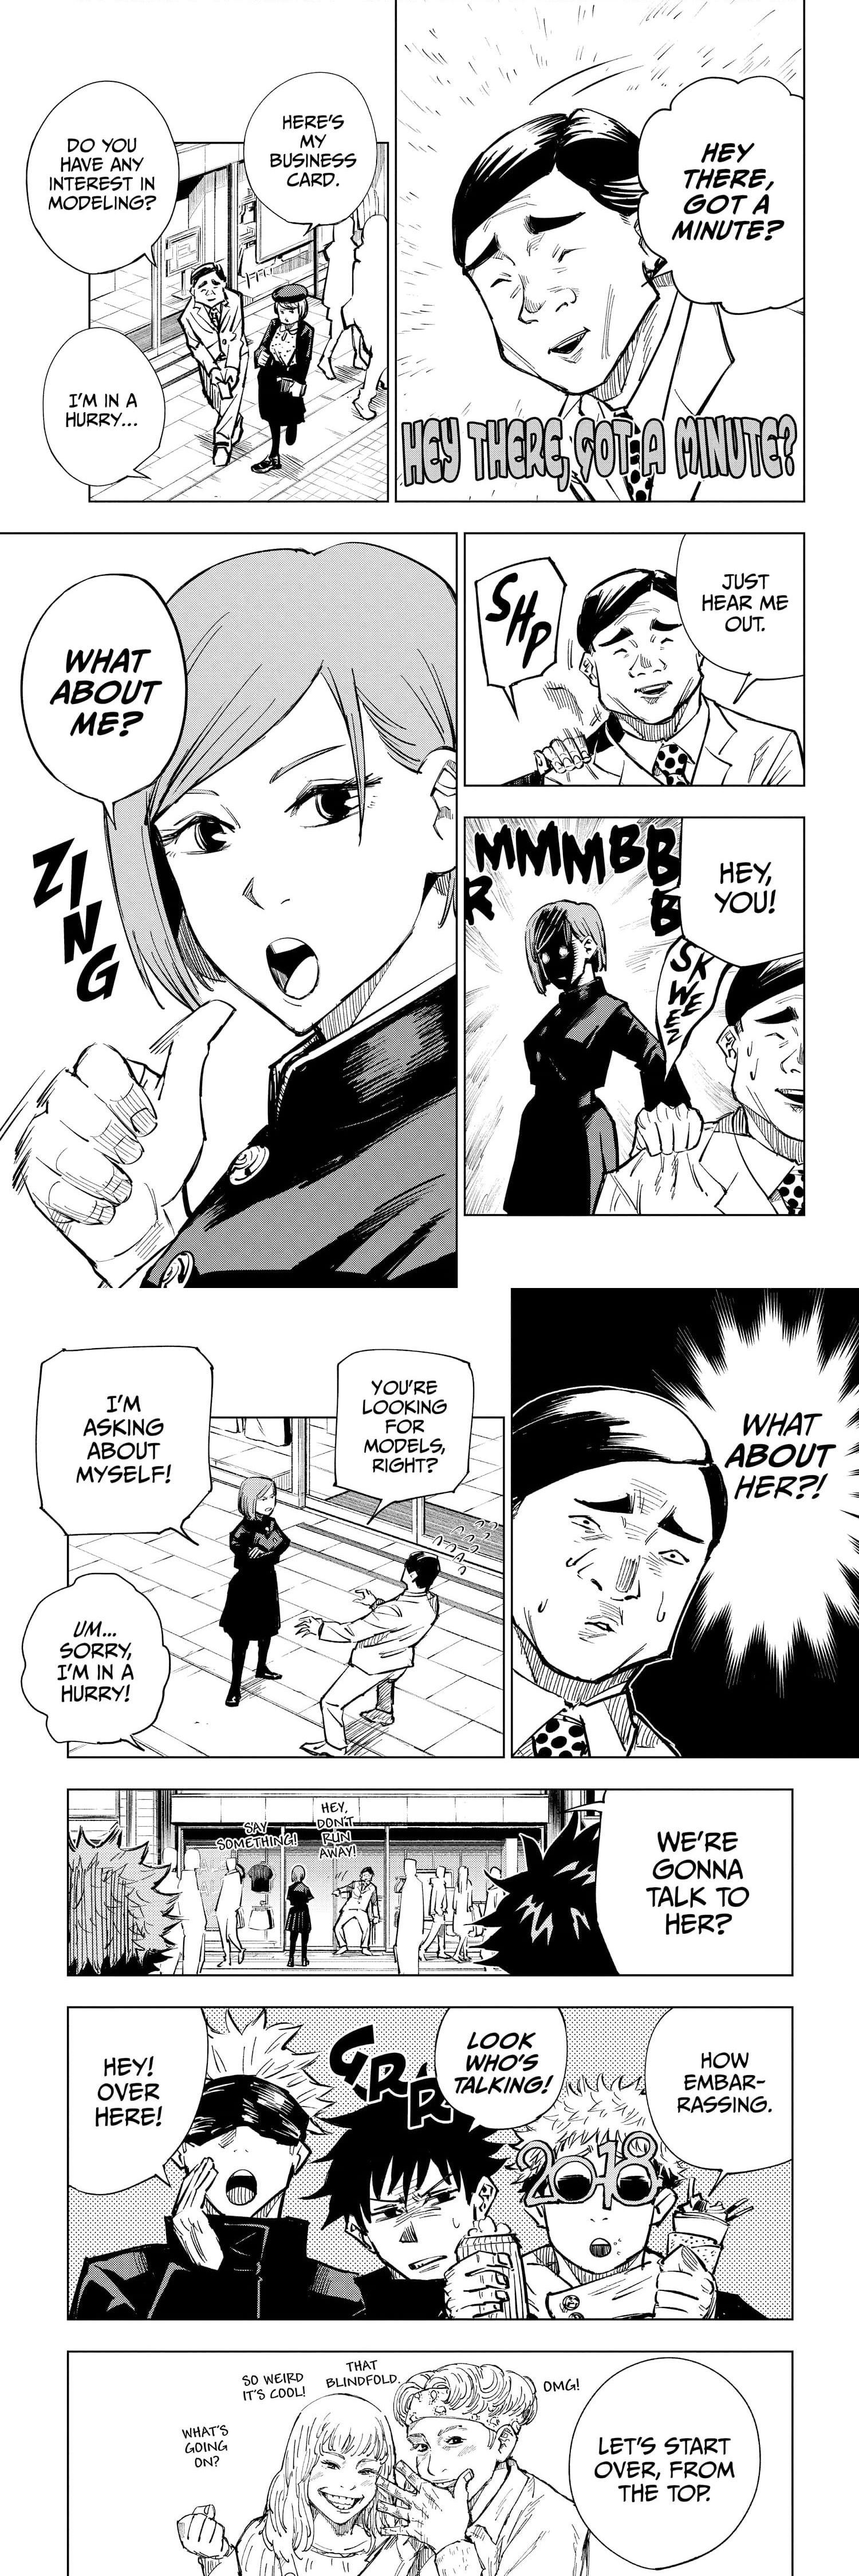 HEY
THERE,
GOT A
MINUTE?
HEY THERE, GOT A MINUTE?
HERE'S
MY
BUSINESS
CARD.
DO YOU
HAVE ANY
INTEREST IN
MODELING?
I'M IN A
HURRY...
JUST
HEAR ME
OUT.
SHP
HEY,
YOU!
SKWEEZ
RMMMBBB
WHAT
ABOUT
ME?
ZING
WHAT
ABOUT
HER?!
YOU'RE
LOOKING
FOR
MODELS,
RIGHT?
I'M
ASKING
ABOUT
MYSELF!
UM...
SORRY,
I'M IN A
HURRY!
WE'RE
GONNA
TALK TO
HER?
HEY,
DON'T
RUN
AWAY!
SAY
SOMETHING!
HOW
EMBAR-
RASSING.
2018
LOOK
WHO'S
TALKING!
GRR
HEY!
OVER
HERE!
LET'S START
OVER, FROM
THE TOP.
OMG!
THAT
BLINDFOLD.
SO WEIRD
IT'S COOL!
WHAT'S
GOING
ON?